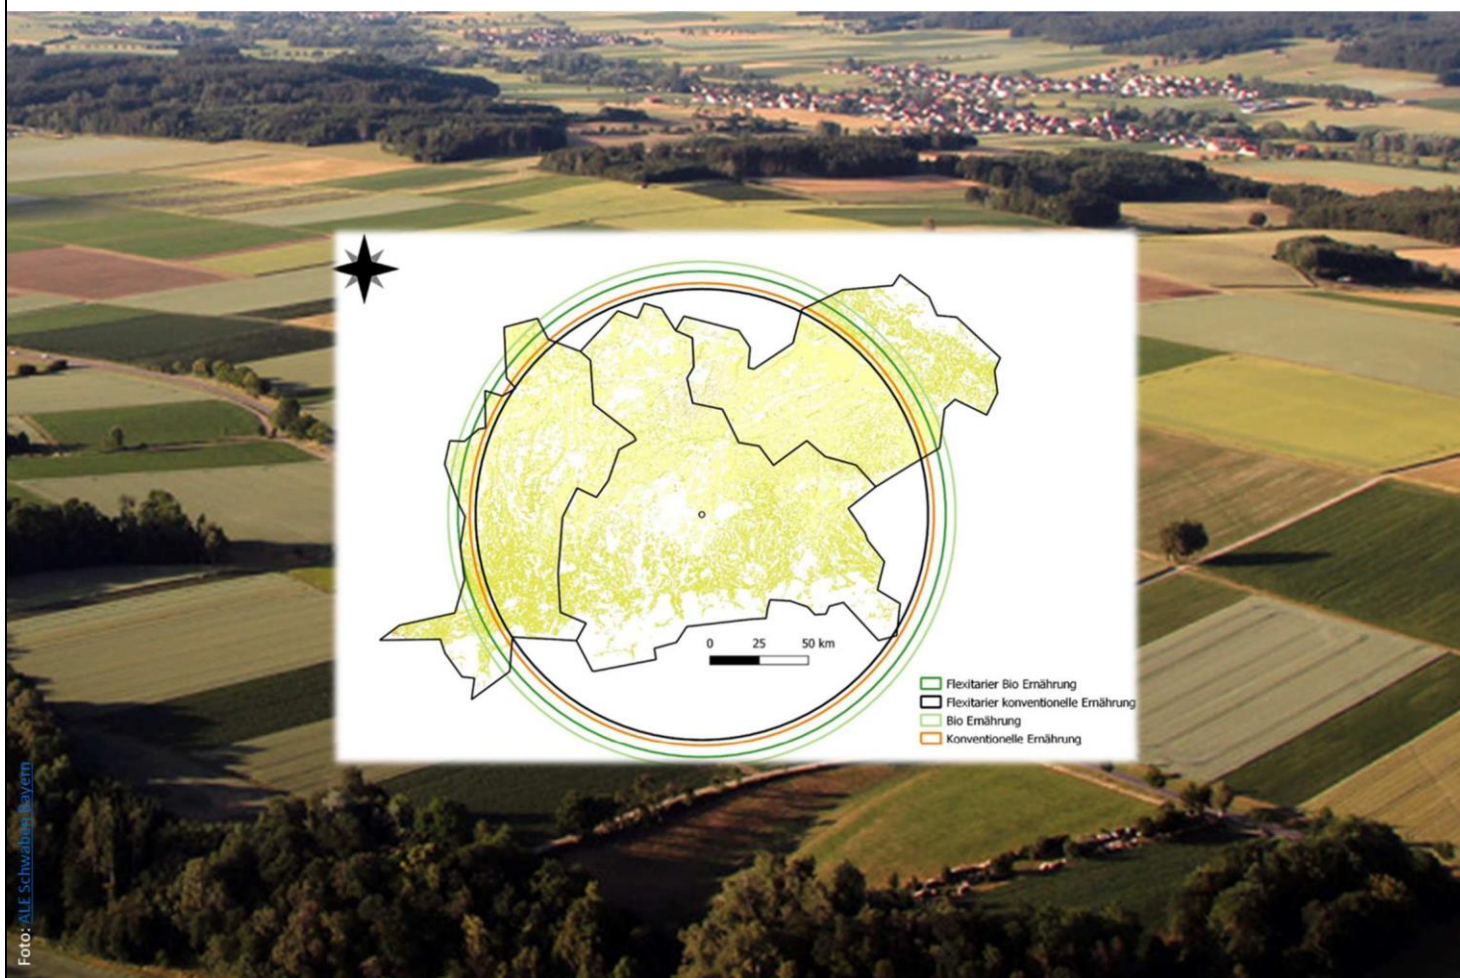 0 25 50 km
Flexitarier Bio Ernährung
Flexitarier konventionelle Ernährung
Bio Ernährung
Konventionelle Ernährung
Foto: ALE Schwaben Bayern